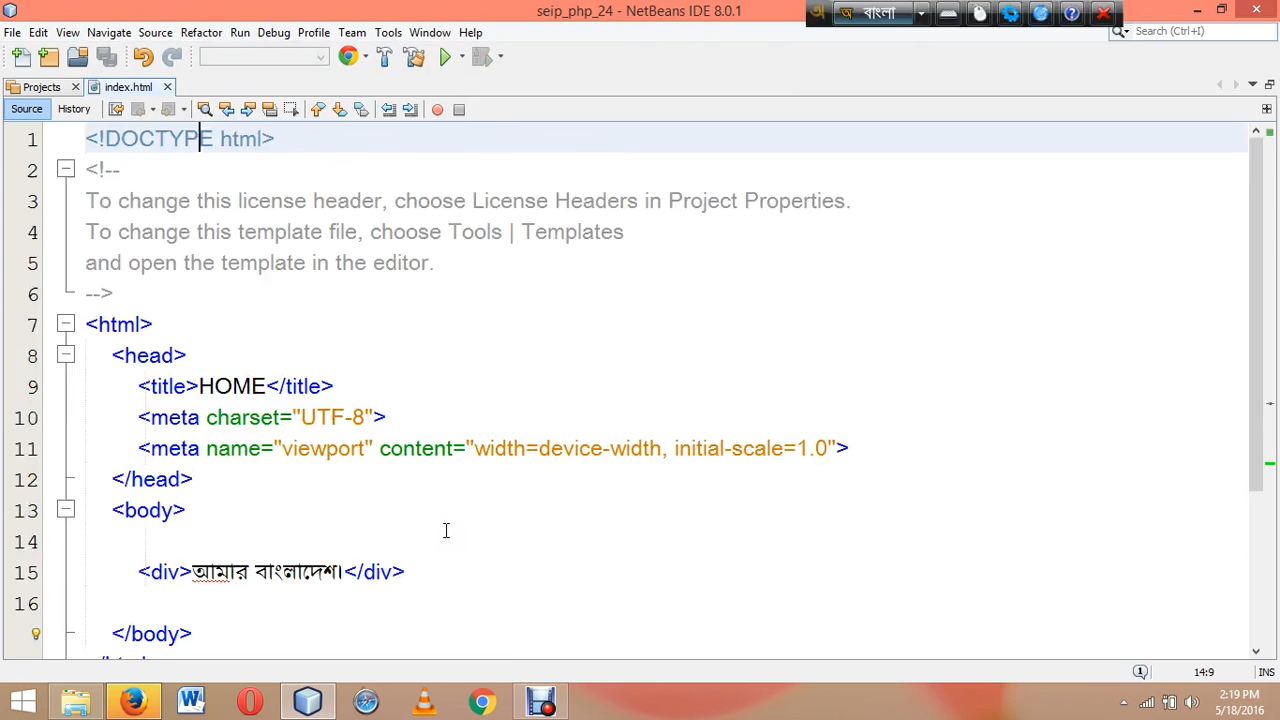 seip_php_24 - NetBeans IDE 8.0.1
অ অ বাংলা
File Edit View Navigate Source Refactor Run Debug Profile Team Tools Window Help
Search (Ctrl+I)
Projects index.html
Source History
1 <!DOCTYPE html>
2 <!--
3 To change this license header, choose License Headers in Project Properties.
4 To change this template file, choose Tools | Templates
5 and open the template in the editor.
6 -->
7 <html>
8 <head>
9 <title>HOME</title>
10 <meta charset="UTF-8">
11 <meta name="viewport" content="width=device-width, initial-scale=1.0">
12 </head>
13 <body>
14
15 <div>আমার বাংলাদেশ।</div>
16
</body>
1 14:9 INS
2:19 PM
5/18/2016